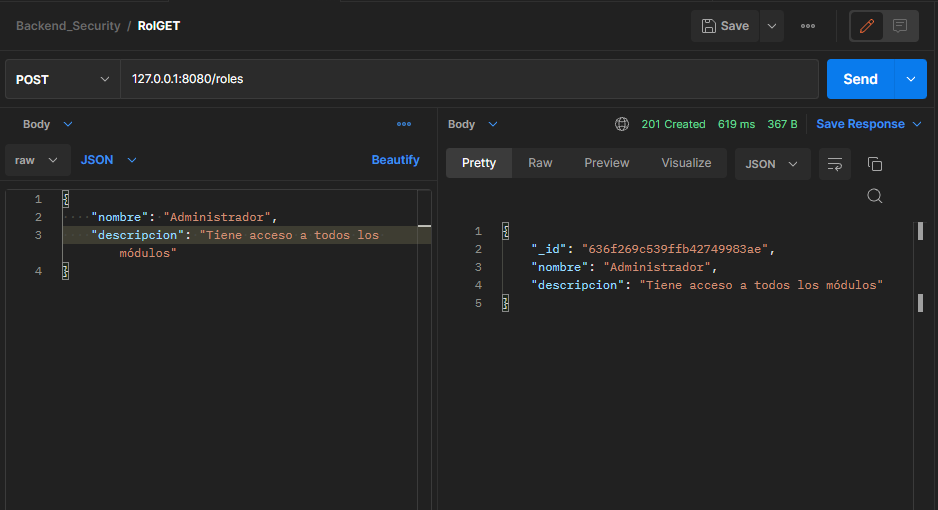 Backend_Security / RolGET
Save
POST 127.0.0.1:8080/roles Send
Body
raw JSON Beautify
1 {
2 "nombre": "Administrador",
3 "descripcion": "Tiene acceso a todos los
módulos"
4 }
Body 201 Created 619 ms 367 B Save Response
Pretty Raw Preview Visualize JSON
1 {
2 "_id": "636f269c539ffb42749983ae",
3 "nombre": "Administrador",
4 "descripcion": "Tiene acceso a todos los módulos"
5 }